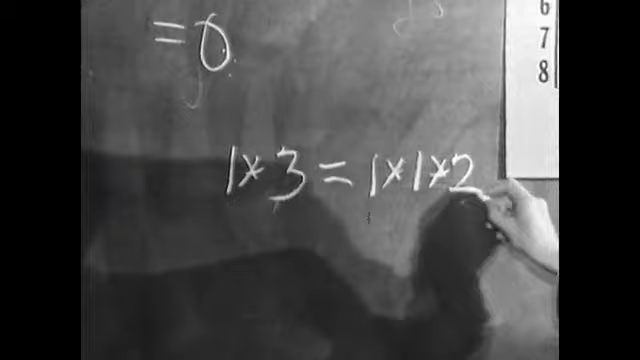 = 0
1*3 = 1*1*2
6
7
8